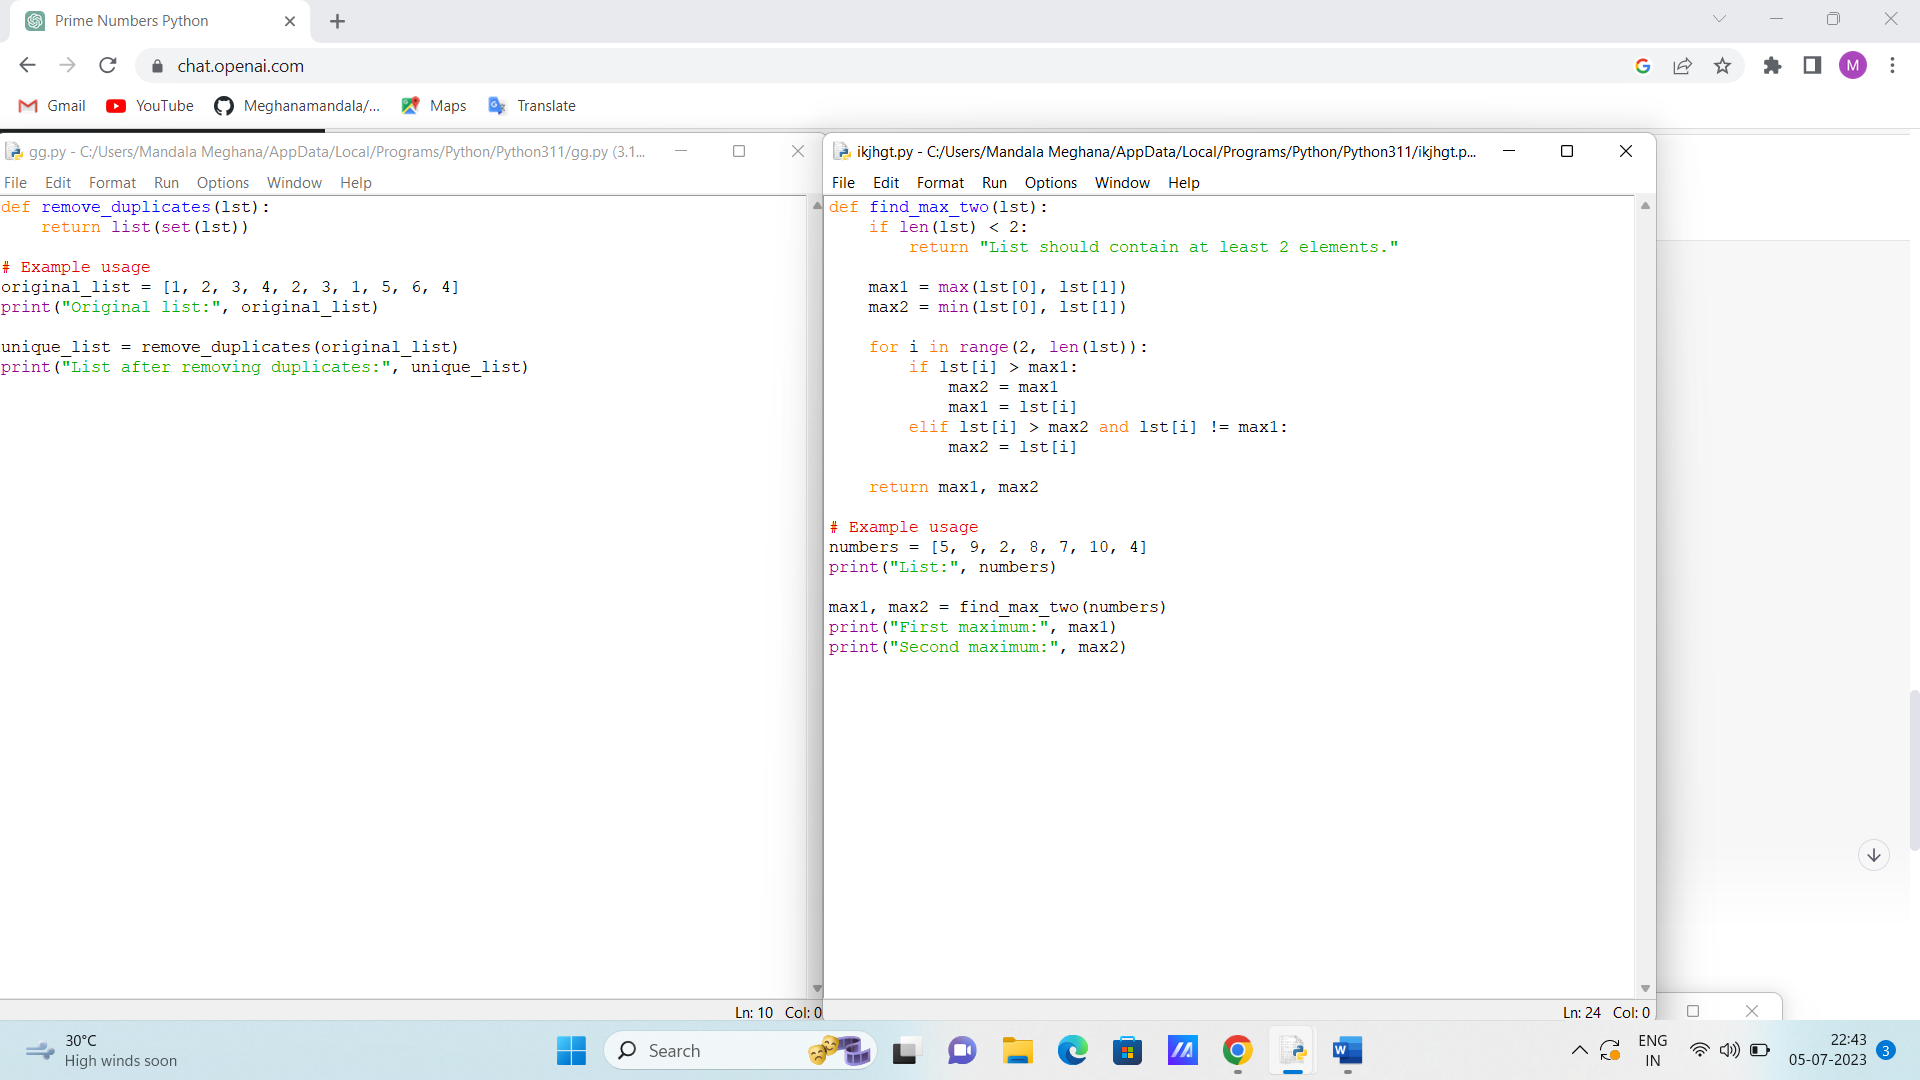 Prime Numbers Python
chat.openai.com
M
Gmail
YouTube
Meghanamandala/...
Maps
Translate
gg.py - C:/Users/Mandala Meghana/AppData/Local/Programs/Python/Python311/gg.py (3.1...
File Edit Format Run Options Window Help
def remove_duplicates(lst):
    return list(set(lst))

# Example usage
original_list = [1, 2, 3, 4, 2, 3, 1, 5, 6, 4]
print("Original list:", original_list)

unique_list = remove_duplicates(original_list)
print("List after removing duplicates:", unique_list)
Ln: 10 Col: 0
ikjhgt.py - C:/Users/Mandala Meghana/AppData/Local/Programs/Python/Python311/ikjhgt.p...
File Edit Format Run Options Window Help
def find_max_two(lst):
    if len(lst) < 2:
        return "List should contain at least 2 elements."

    max1 = max(lst[0], lst[1])
    max2 = min(lst[0], lst[1])

    for i in range(2, len(lst)):
        if lst[i] > max1:
            max2 = max1
            max1 = lst[i]
        elif lst[i] > max2 and lst[i] != max1:
            max2 = lst[i]

    return max1, max2

# Example usage
numbers = [5, 9, 2, 8, 7, 10, 4]
print("List:", numbers)

max1, max2 = find_max_two(numbers)
print("First maximum:", max1)
print("Second maximum:", max2)
Ln: 24 Col: 0
30°C
High winds soon
Search
ENG
IN
22:43
05-07-2023
3